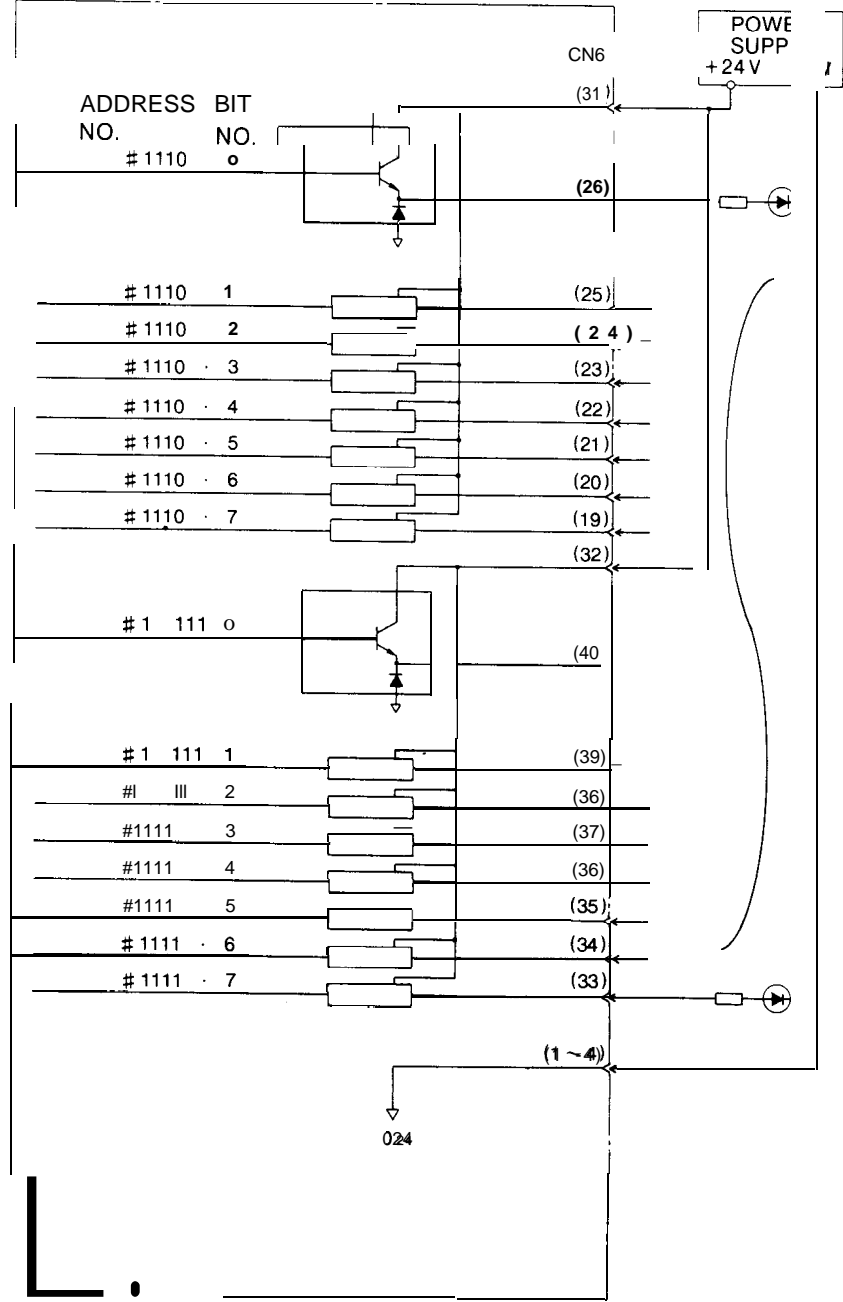 POWE
SUPP
+24V
CN6
(31)
ADDRESS BIT
NO. NO.
#1110 0
(26)
#1110 1 (25)
#1110 2 (24)
#1110 · 3 (23)
#1110 · 4 (22)
#1110 · 5 (21)
#1110 · 6 (20)
#1110 · 7 (19)
(32)
#1 111 0
(40
#1 111 1 (39)
#I III 2 (36)
#1111 3 (37)
#1111 4 (36)
#1111 5 (35)
#1111 · 6 (34)
#1111 · 7 (33)
(1~4)
024